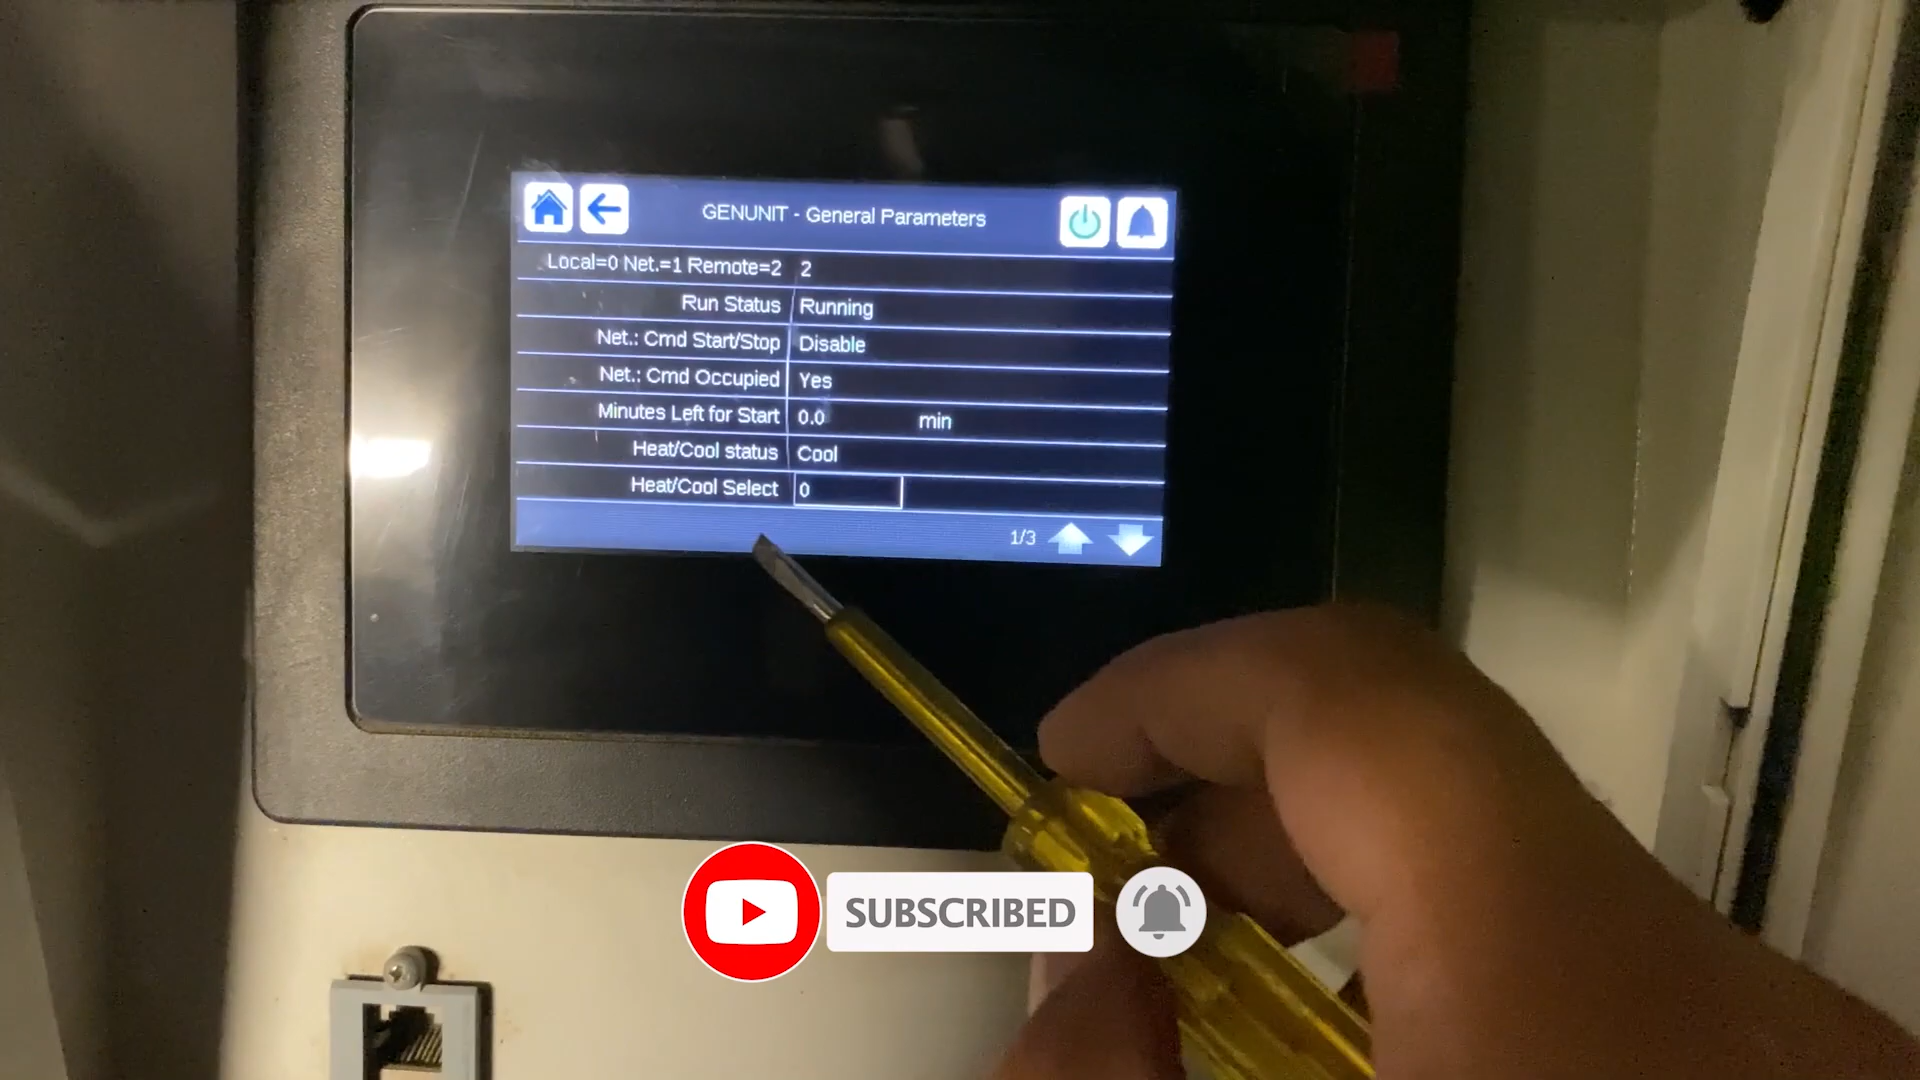 GENUNIT - General Parameters
Local=0 Net.=1 Remote=2 2
Run Status Running
Net.: Cmd Start/Stop Disable
Net.: Cmd Occupied Yes
Minutes Left for Start 0.0 min
Heat/Cool status Cool
Heat/Cool Select 0
1/3
SUBSCRIBED